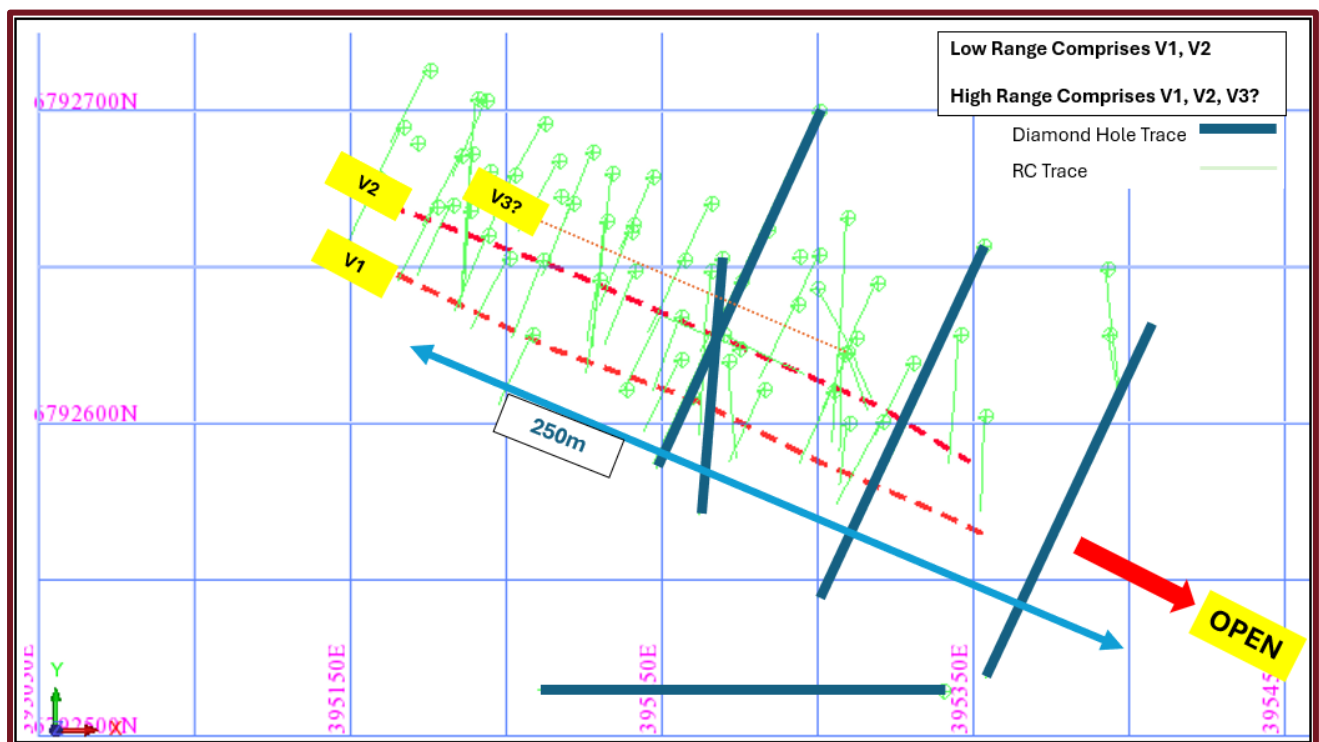 Low Range Comprises V1, V2
High Range Comprises V1, V2, V3?
Diamond Hole Trace
RC Trace
6792700N
V2
V3?
V1
6792600N
250m
OPEN
395150E
395350E
Y
X
6792500N